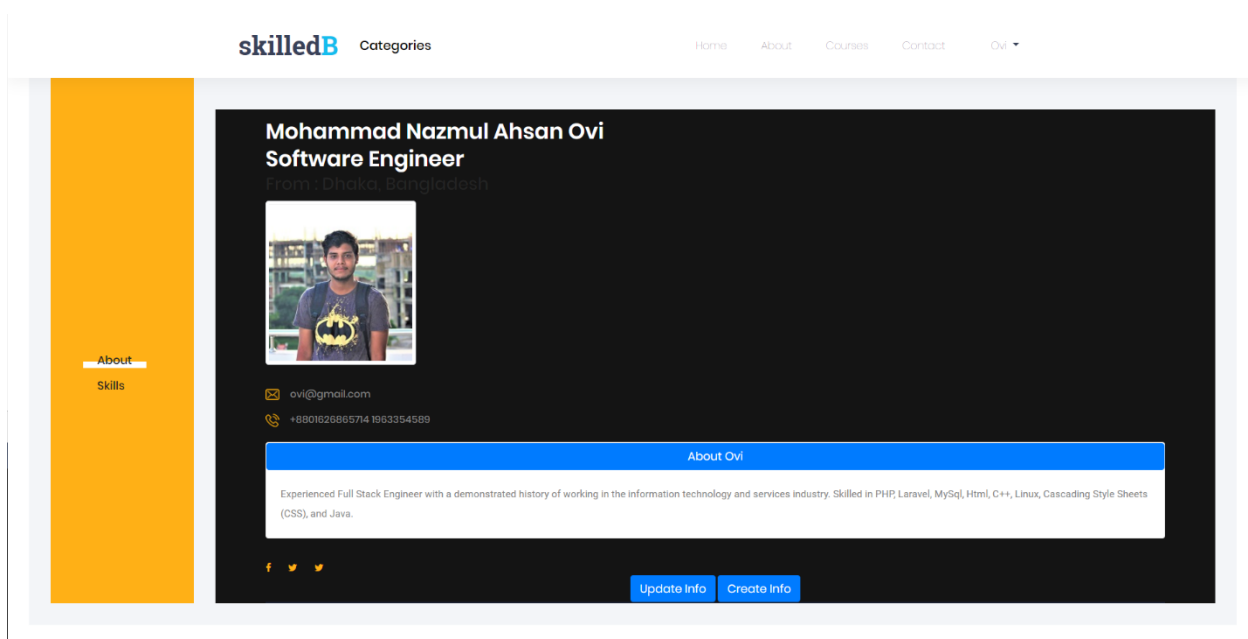 skilledB Categories Home About Courses Contact Ovi
Mohammad Nazmul Ahsan Ovi
Software Engineer
From : Dhaka, Bangladesh
About
Skills
ovi@gmail.com
+8801626865714 1963354589
About Ovi
Experienced Full Stack Engineer with a demonstrated history of working in the information technology and services industry. Skilled in PHP, Laravel, MySql, Html, C++, Linux, Cascading Style Sheets
(CSS), and Java.
Update Info Create Info